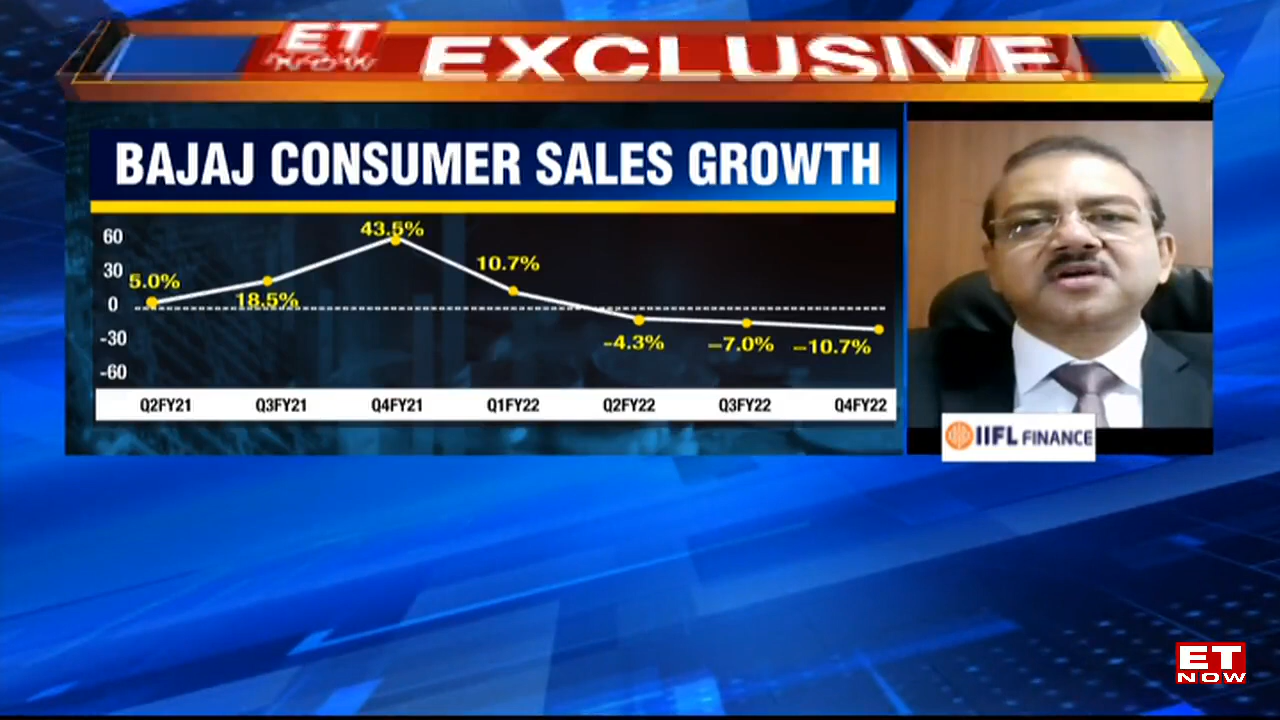 ET
NOW
EXCLUSIVE
BAJAJ CONSUMER SALES GROWTH
60
30
0
-30
-60
5.0%
18.5%
43.5%
10.7%
-4.3%
-7.0%
-10.7%
Q2FY21 Q3FY21 Q4FY21 Q1FY22 Q2FY22 Q3FY22 Q4FY22
IIFL FINANCE
ET
NOW